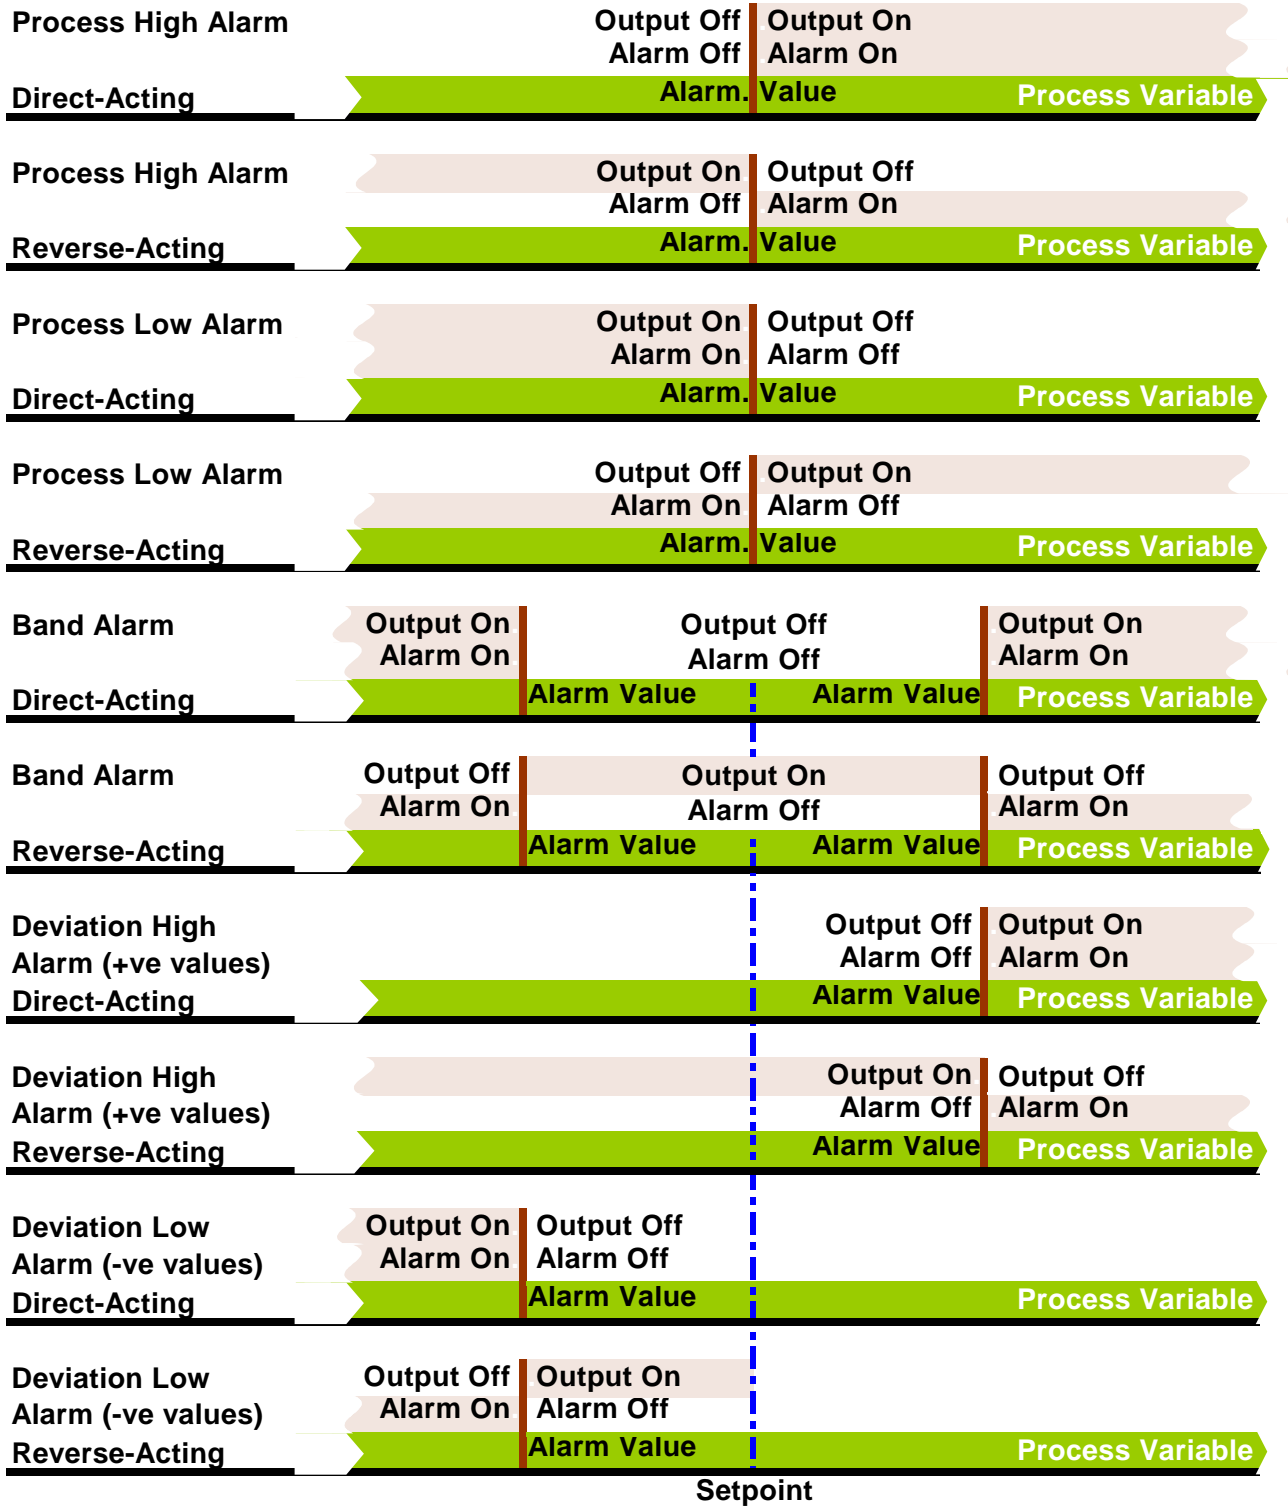 Process High Alarm Output Off Output On
Alarm Off Alarm On
Direct-Acting Alarm. Value Process Variable
Process High Alarm Output On Output Off
Alarm Off Alarm On
Reverse-Acting Alarm. Value Process Variable
Process Low Alarm Output On Output Off
Alarm On Alarm Off
Direct-Acting Alarm. Value Process Variable
Process Low Alarm Output Off Output On
Alarm On Alarm Off
Reverse-Acting Alarm. Value Process Variable
Band Alarm Output On Output Off Output On
Alarm On Alarm Off Alarm On
Direct-Acting Alarm Value Alarm Value Process Variable
Band Alarm Output Off Output On Output Off
Alarm On Alarm Off Alarm On
Reverse-Acting Alarm Value Alarm Value Process Variable
Deviation High Output Off Output On
Alarm (+ve values) Alarm Off Alarm On
Direct-Acting Alarm Value Process Variable
Deviation High Output On Output Off
Alarm (+ve values) Alarm Off Alarm On
Reverse-Acting Alarm Value Process Variable
Deviation Low Output On Output Off
Alarm (-ve values) Alarm On Alarm Off
Direct-Acting Alarm Value Process Variable
Deviation Low Output Off Output On
Alarm (-ve values) Alarm On Alarm Off
Reverse-Acting Alarm Value Process Variable
Setpoint